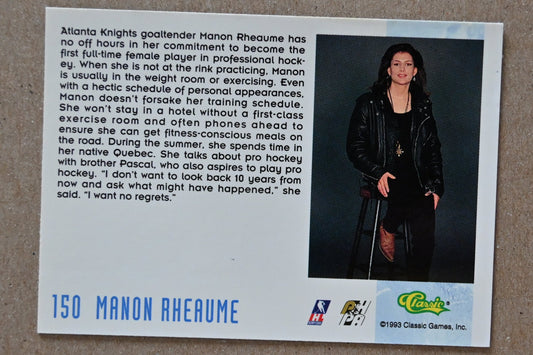 Atlanta Knights goaltender Manon Rheaume has
no off hours in her commitment to become the
first full-time female player in professional hock-
ey. When she is not at the rink practicing, Manon
is usually in the weight room or exercising. Even
with a hectic schedule of personal appearances,
Manon doesn't forsake her training schedule.
She won't stay in a hotel without a first-class
exercise room and often phones ahead to
ensure she can get fitness-conscious meals on
the road. During the summer, she spends time in
her native Quebec. She talks about pro hockey
with brother Pascal, who also aspires to play pro
hockey. "I don't want to look back 10 years from
now and ask what might have happened," she
said. "I want no regrets."
150 MANON RHEAUME
Classic
©1993 Classic Games, Inc.